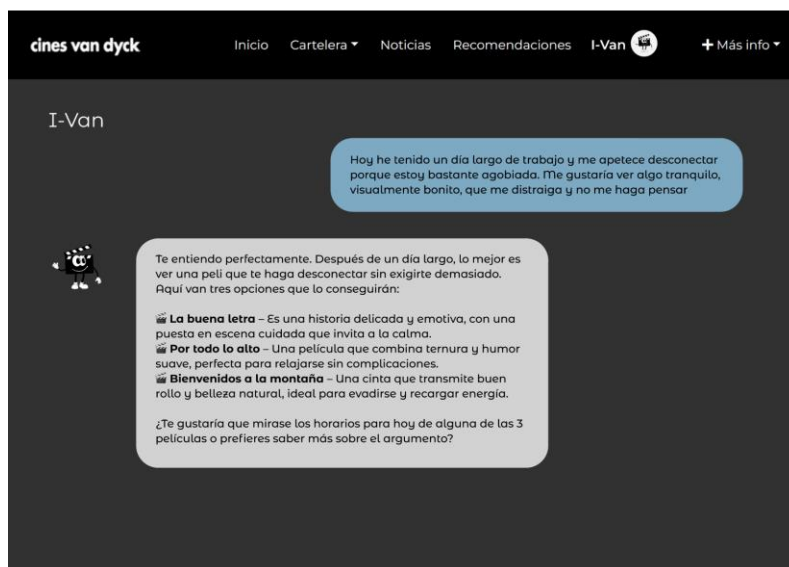 cines van dyck
Inicio Cartelera Noticias Recomendaciones I-Van + Más info
I-Van
Hoy he tenido un día largo de trabajo y me apetece desconectar
porque estoy bastante agobiada. Me gustaría ver algo tranquilo,
visualmente bonito, que me distraiga y no me haga pensar
Te entiendo perfectamente. Después de un día largo, lo mejor es
ver una peli que te haga desconectar sin exigirte demasiado.
Aquí van tres opciones que lo conseguirán:
🎬 La buena letra – Es una historia delicada y emotiva, con una
puesta en escena cuidada que invita a la calma.
🎬 Por todo lo alto – Una película que combina ternura y humor
suave, perfecta para relajarse sin complicaciones.
🎬 Bienvenidos a la montaña – Una cinta que transmite buen
rollo y belleza natural, ideal para evadirse y recargar energía.
¿Te gustaría que mirase los horarios para hoy de alguna de las 3
películas o prefieres saber más sobre el argumento?